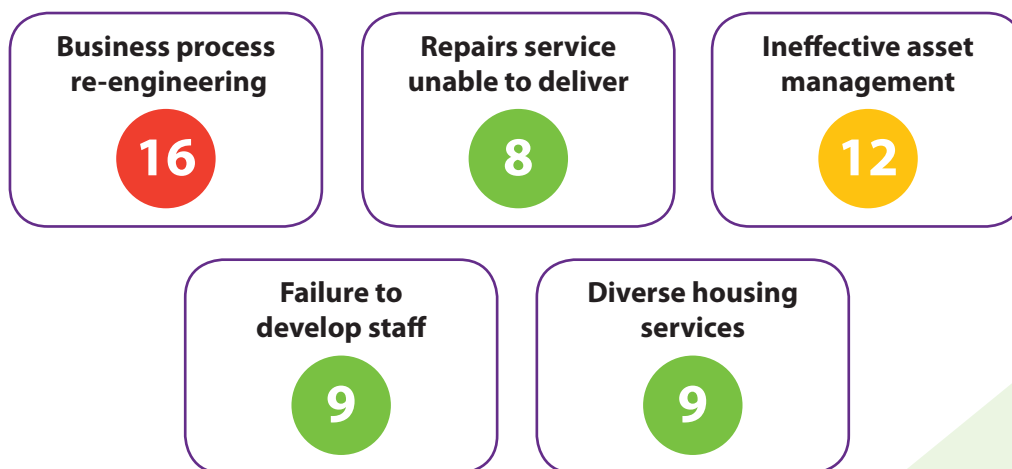 Business process
re-engineering
16
Repairs service
unable to deliver
8
Ineffective asset
management
12
Failure to
develop staff
9
Diverse housing
services
9